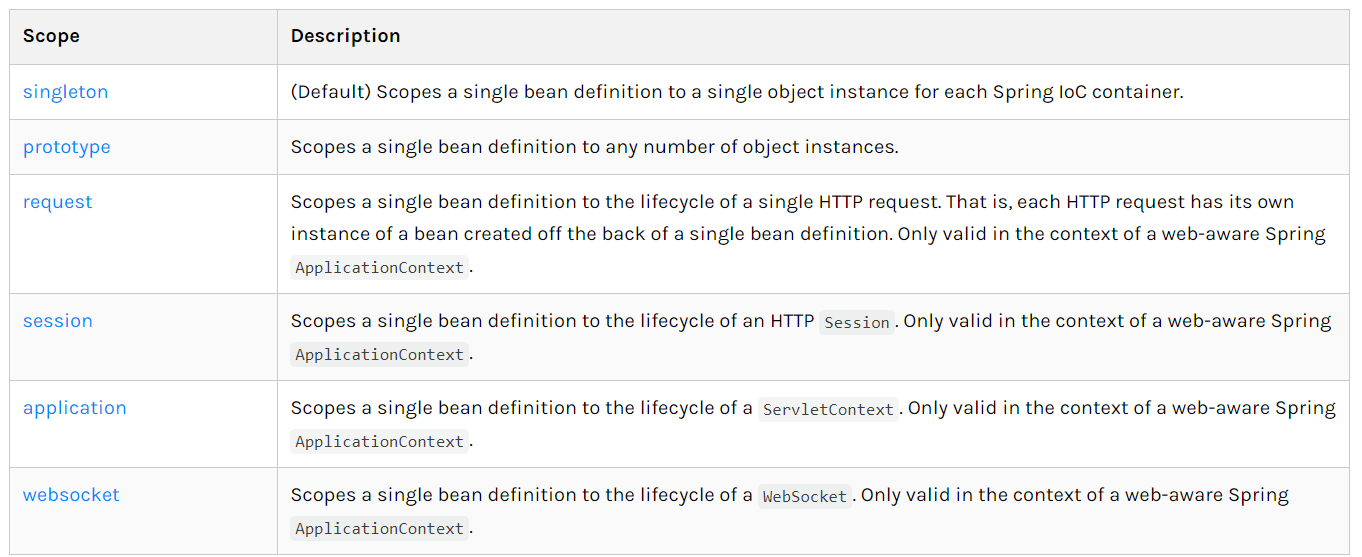 Scope Description
singleton (Default) Scopes a single bean definition to a single object instance for each Spring IoC container.
prototype Scopes a single bean definition to any number of object instances.
request Scopes a single bean definition to the lifecycle of a single HTTP request. That is, each HTTP request has its own
instance of a bean created off the back of a single bean definition. Only valid in the context of a web-aware Spring
ApplicationContext.
session Scopes a single bean definition to the lifecycle of an HTTP Session. Only valid in the context of a web-aware Spring
ApplicationContext.
application Scopes a single bean definition to the lifecycle of a ServletContext. Only valid in the context of a web-aware Spring
ApplicationContext.
websocket Scopes a single bean definition to the lifecycle of a WebSocket. Only valid in the context of a web-aware Spring
ApplicationContext.